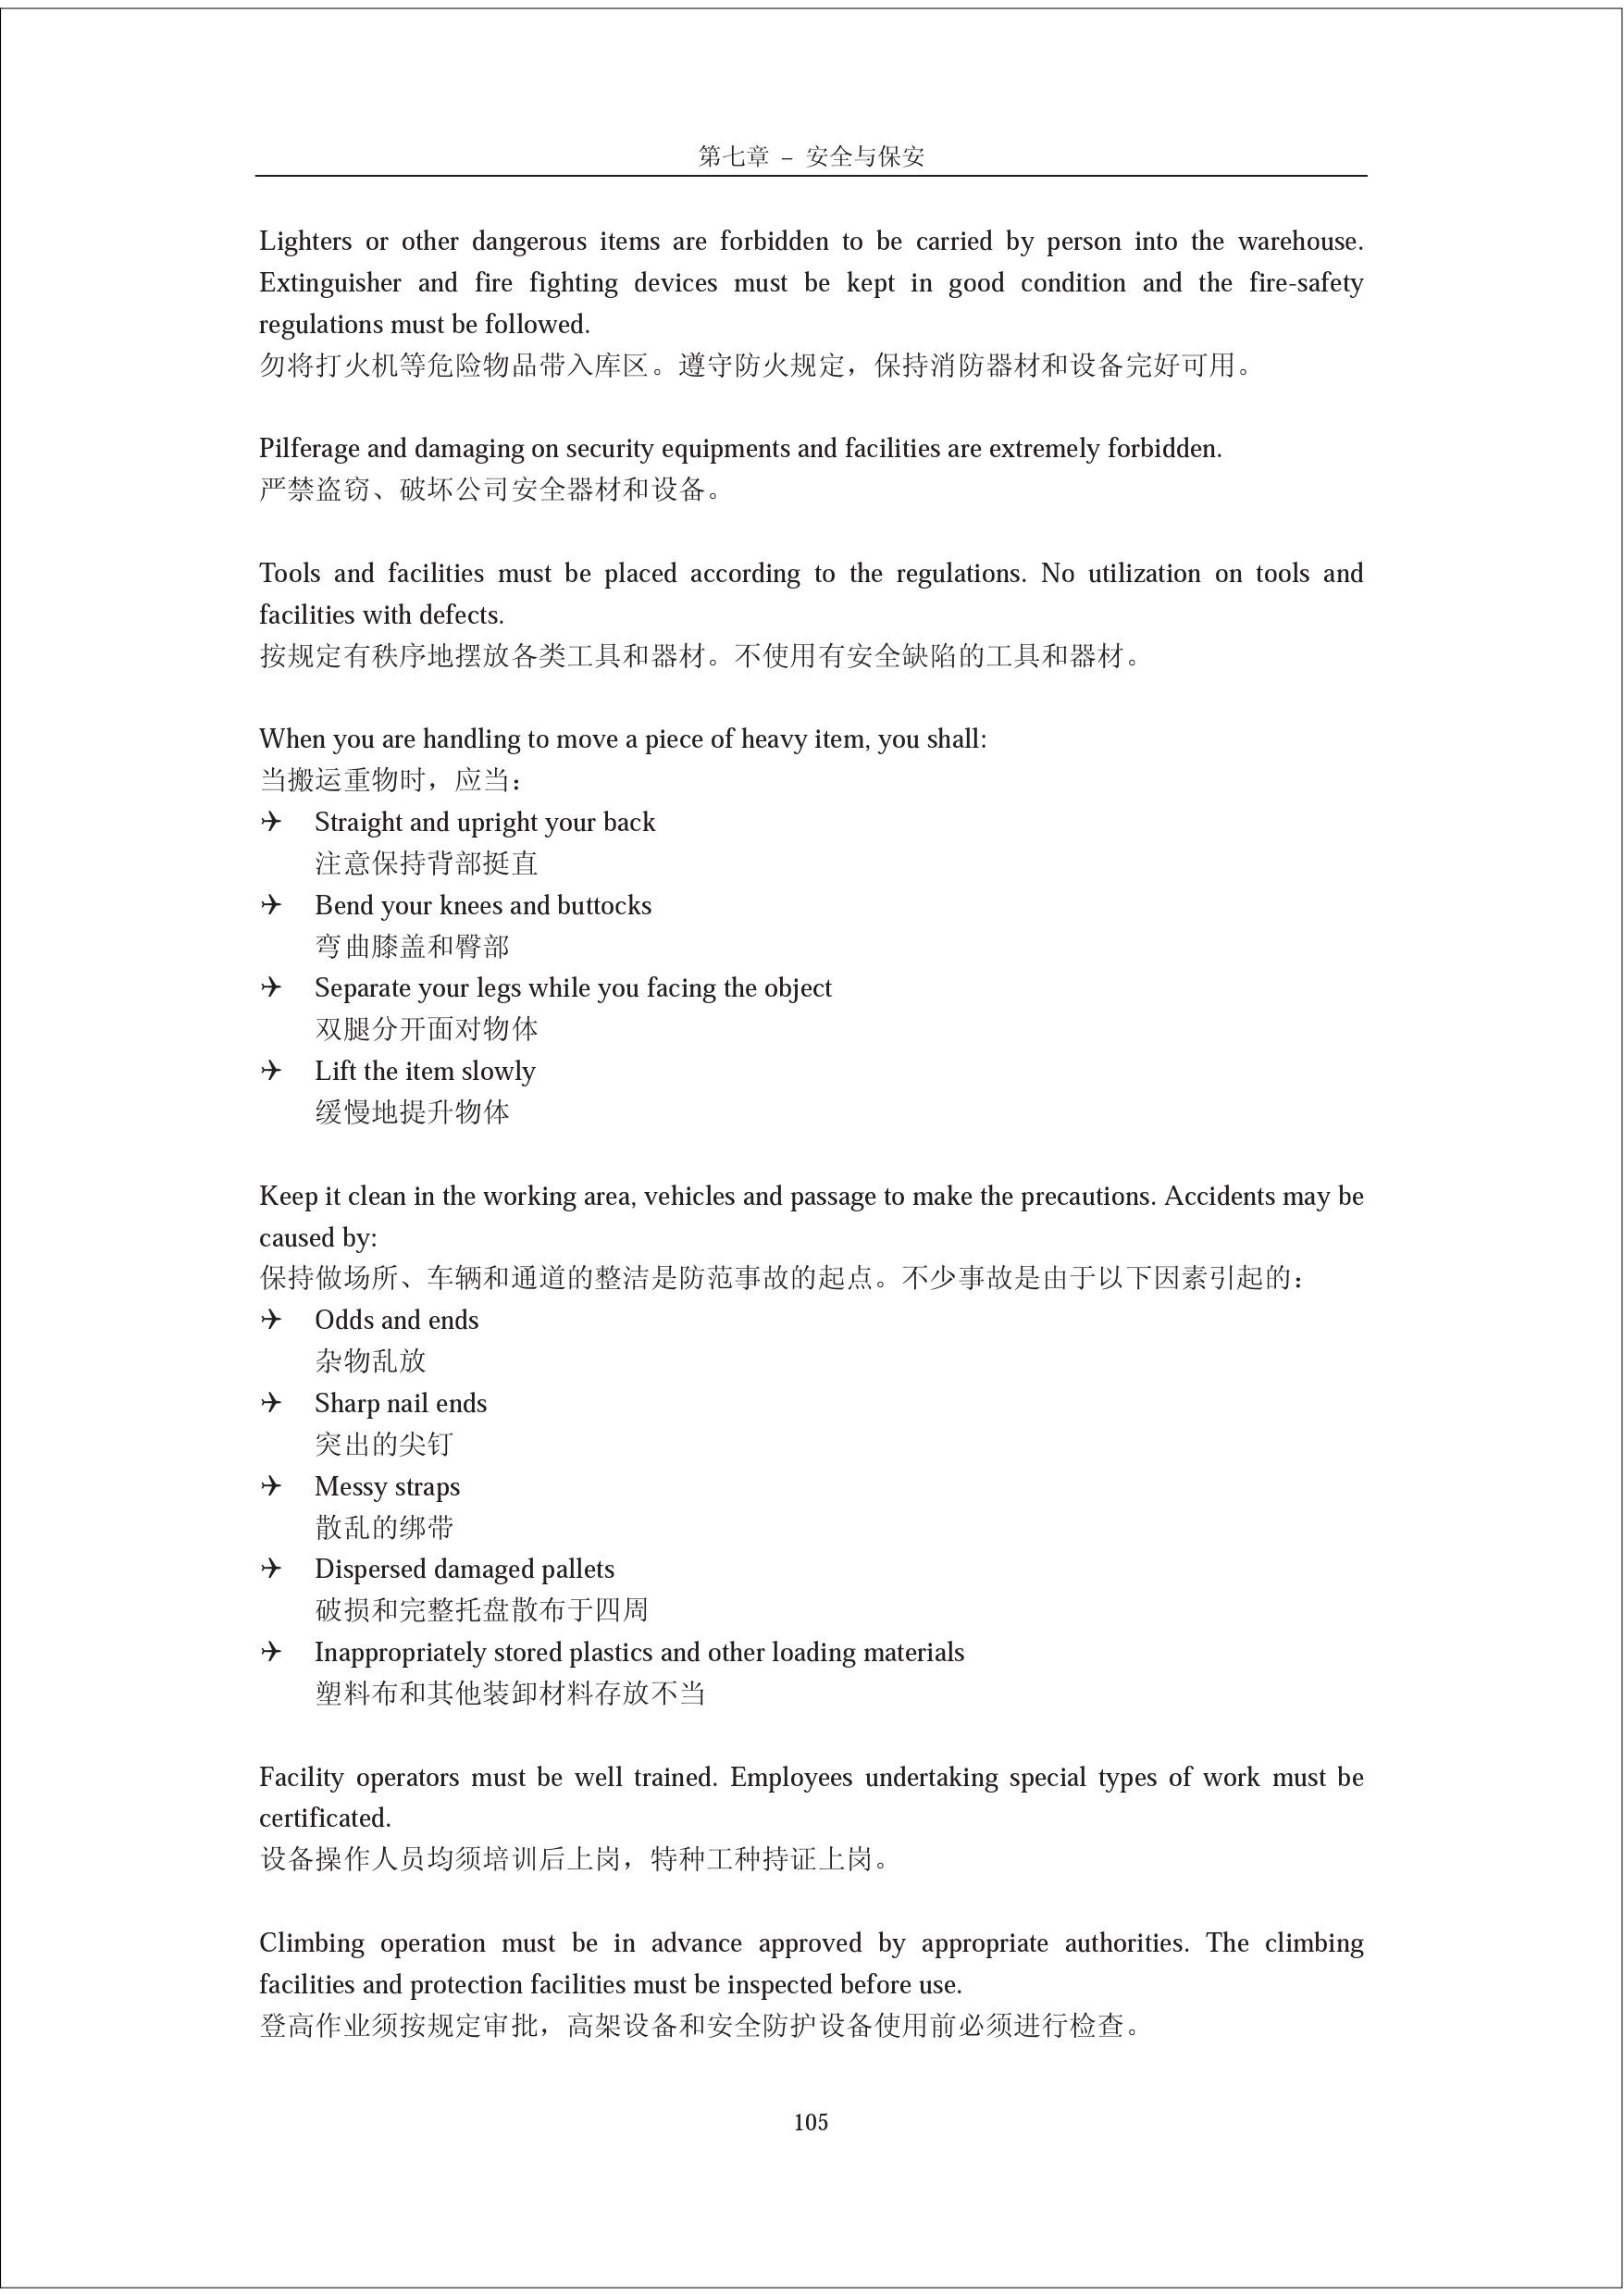 第七章 – 安全与保安
Lighters or other dangerous items are forbidden to be carried by person into the warehouse.
Extinguisher and fire fighting devices must be kept in good condition and the fire-safety
regulations must be followed.
勿将打火机等危险物品带入库区。遵守防火规定，保持消防器材和设备完好可用。
Pilferage and damaging on security equipments and facilities are extremely forbidden.
严禁盗窃、破坏公司安全器材和设备。
Tools and facilities must be placed according to the regulations. No utilization on tools and
facilities with defects.
按规定有秩序地摆放各类工具和器材。不使用有安全缺陷的工具和器材。
When you are handling to move a piece of heavy item, you shall:
当搬运重物时，应当：
✈ Straight and upright your back
注意保持背部挺直
✈ Bend your knees and buttocks
弯曲膝盖和臀部
✈ Separate your legs while you facing the object
双腿分开面对物体
✈ Lift the item slowly
缓慢地提升物体
Keep it clean in the working area, vehicles and passage to make the precautions. Accidents may be
caused by:
保持做场所、车辆和通道的整洁是防范事故的起点。不少事故是由于以下因素引起的：
✈ Odds and ends
杂物乱放
✈ Sharp nail ends
突出的尖钉
✈ Messy straps
散乱的绑带
✈ Dispersed damaged pallets
破损和完整托盘散布于四周
✈ Inappropriately stored plastics and other loading materials
塑料布和其他装卸材料存放不当
Facility operators must be well trained. Employees undertaking special types of work must be
certificated.
设备操作人员均须培训后上岗，特种工种持证上岗。
Climbing operation must be in advance approved by appropriate authorities. The climbing
facilities and protection facilities must be inspected before use.
登高作业须按规定审批，高架设备和安全防护设备使用前必须进行检查。
105